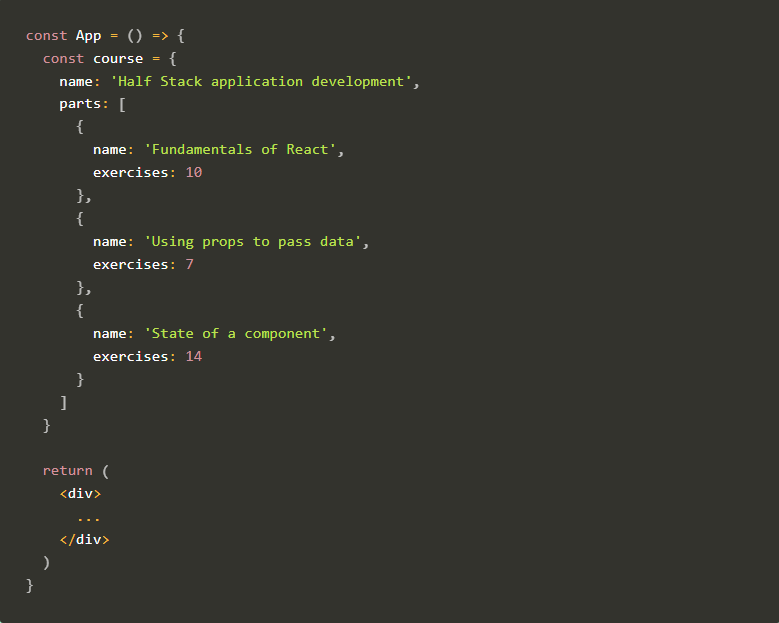 const App = () => {
  const course = {
    name: 'Half Stack application development',
    parts: [
      {
        name: 'Fundamentals of React',
        exercises: 10
      },
      {
        name: 'Using props to pass data',
        exercises: 7
      },
      {
        name: 'State of a component',
        exercises: 14
      }
    ]
  }

  return (
    <div>
      ...
    </div>
  )
}